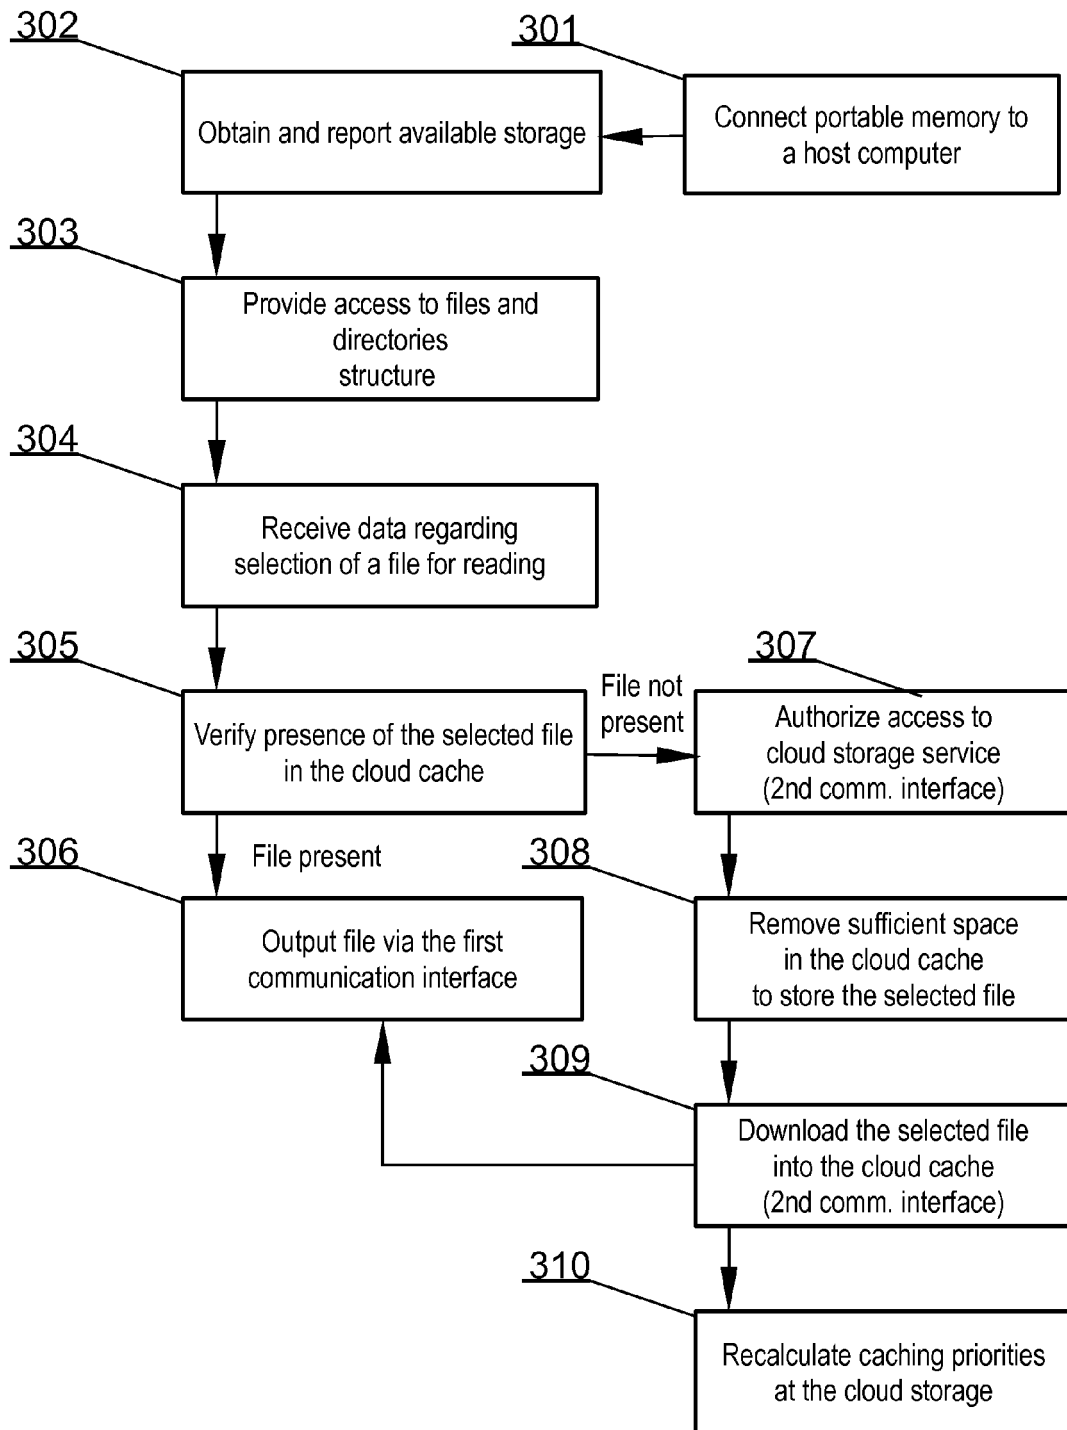 302
301
Obtain and report available storage
Connect portable memory to
a host computer
303
Provide access to files and
directories
structure
304
Receive data regarding
selection of a file for reading
305
Verify presence of the selected file
in the cloud cache
File not
present
307
Authorize access to
cloud storage service
(2nd comm. interface)
File present
306
Output file via the first
communication interface
308
Remove sufficient space
in the cloud cache
to store the selected file
309
Download the selected file
into the cloud cache
(2nd comm. interface)
310
Recalculate caching priorities
at the cloud storage